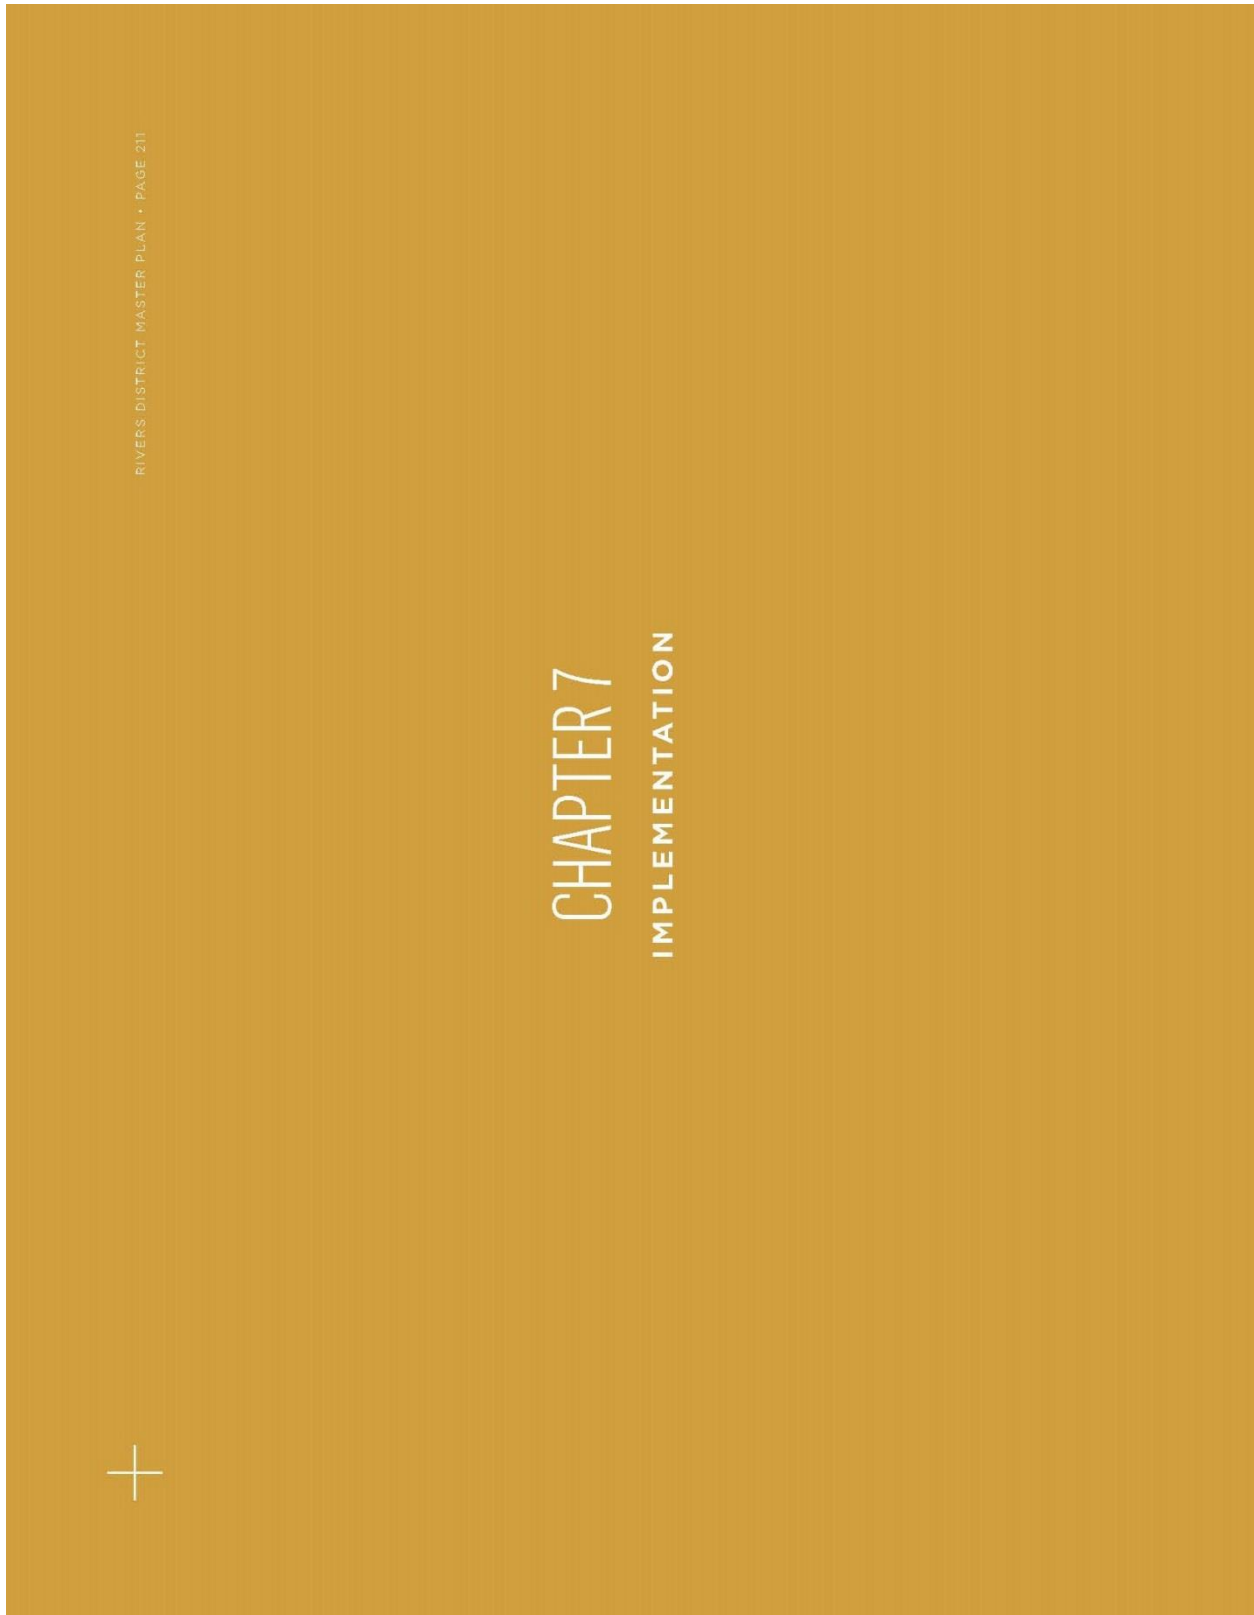 RIVERS DISTRICT MASTER PLAN • PAGE 211
CHAPTER 7
IMPLEMENTATION